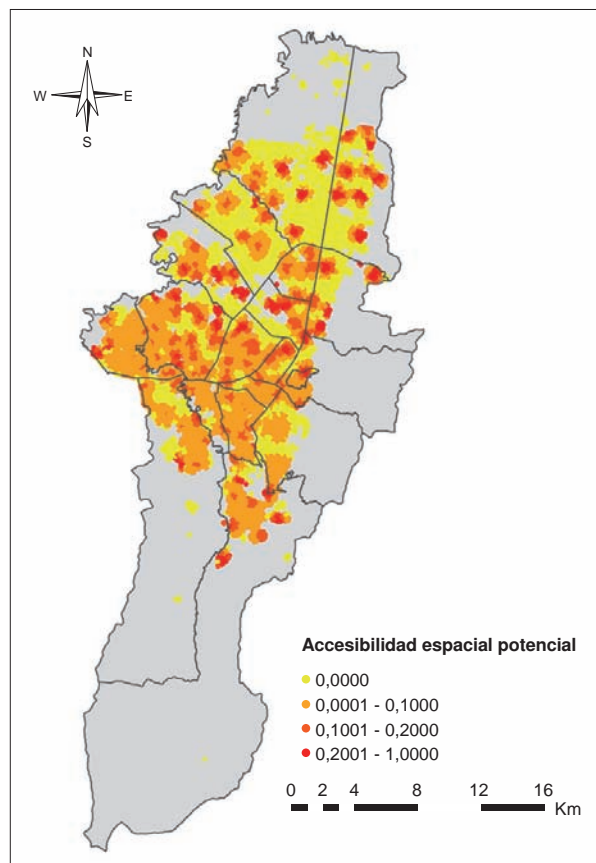 N
W E
S
Accesibilidad espacial potencial
0,0000
0,0001 - 0,1000
0,1001 - 0,2000
0,2001 - 1,0000
0 2 4 8 12 16
Km